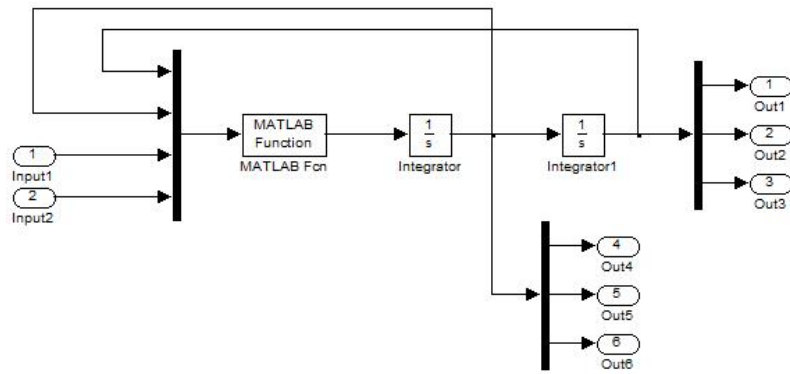 1
Input1
2
Input2
MATLAB
Function
MATLAB Fcn
1
s
Integrator
1
s
Integrator1
1
Out1
2
Out2
3
Out3
4
Out4
5
Out5
6
Out6